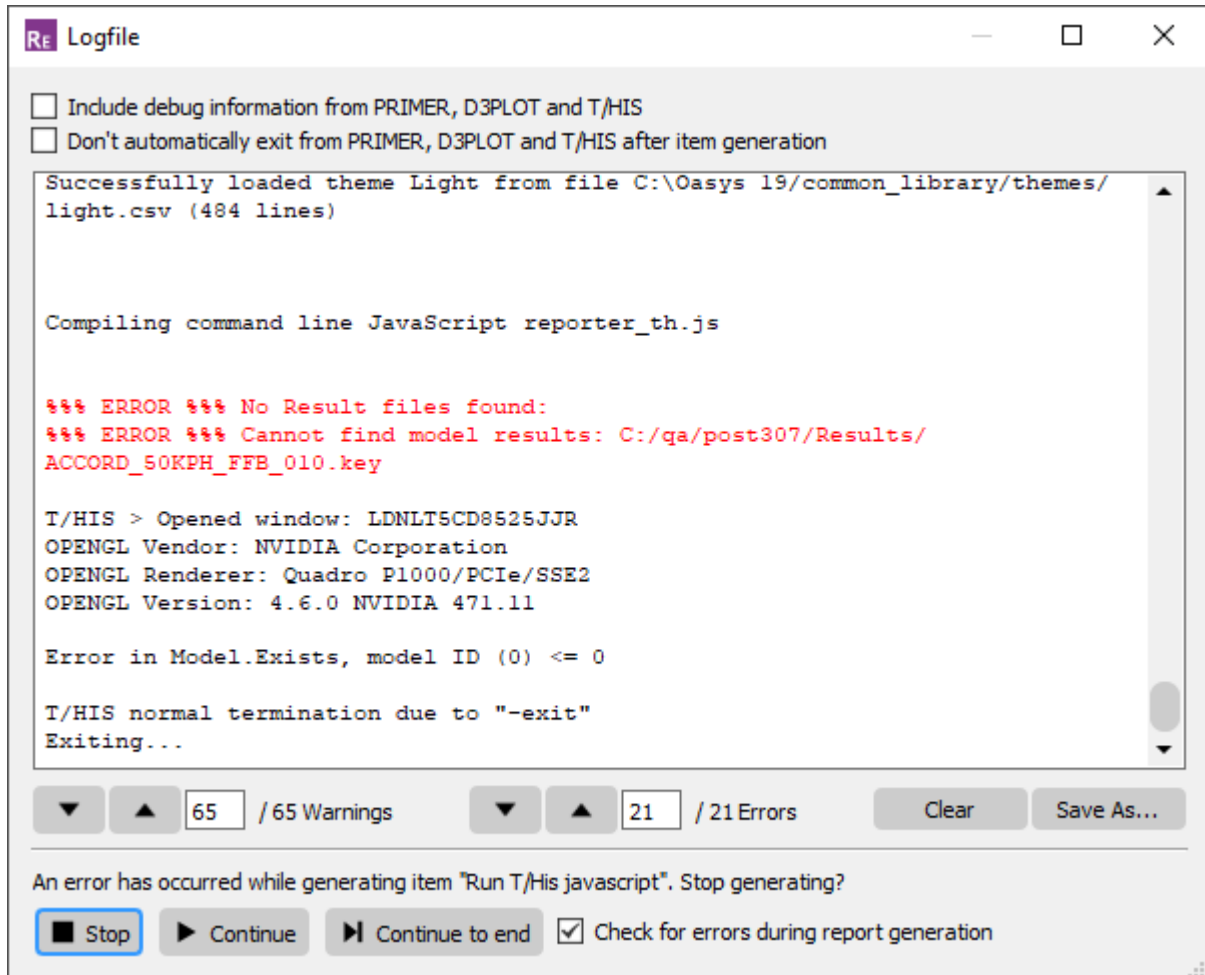 RE Logfile
Include debug information from PRIMER, D3PLOT and T/HIS
Don't automatically exit from PRIMER, D3PLOT and T/HIS after item generation
Successfully loaded theme Light from file C:\Oasys 19/common_library/themes/
light.csv (484 lines)
Compiling command line JavaScript reporter_th.js
%%% ERROR %%% No Result files found:
%%% ERROR %%% Cannot find model results: C:/qa/post307/Results/
ACCORD_50KPH_FFB_010.key
T/HIS > Opened window: LDNLT5CD8525JJR
OPENGL Vendor: NVIDIA Corporation
OPENGL Renderer: Quadro P1000/PCIe/SSE2
OPENGL Version: 4.6.0 NVIDIA 471.11
Error in Model.Exists, model ID (0) <= 0
T/HIS normal termination due to "-exit"
Exiting...
65 / 65 Warnings 21 / 21 Errors Clear Save As...
An error has occurred while generating item "Run T/His javascript". Stop generating?
Stop Continue Continue to end Check for errors during report generation